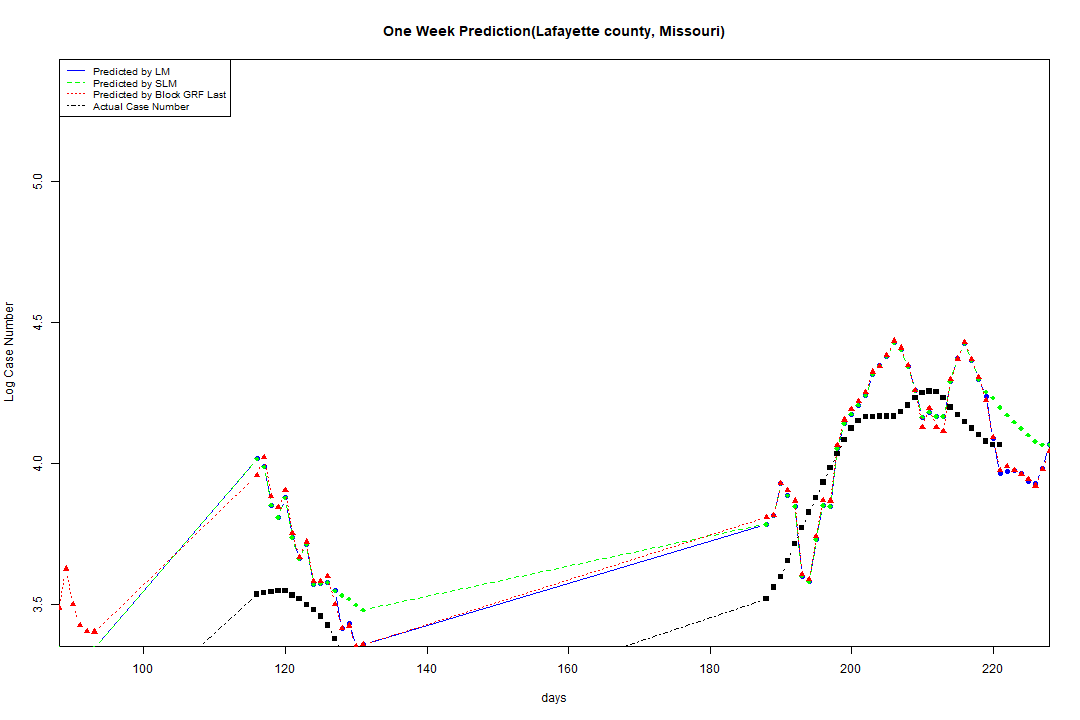 One Week Prediction(Lafayette county, Missouri)
Predicted by LM
Predicted by SLM
Predicted by Block GRF Last
Actual Case Number
5.0
4.5
4.0
3.5
Log Case Number
100 120 140 160 180 200 220
days